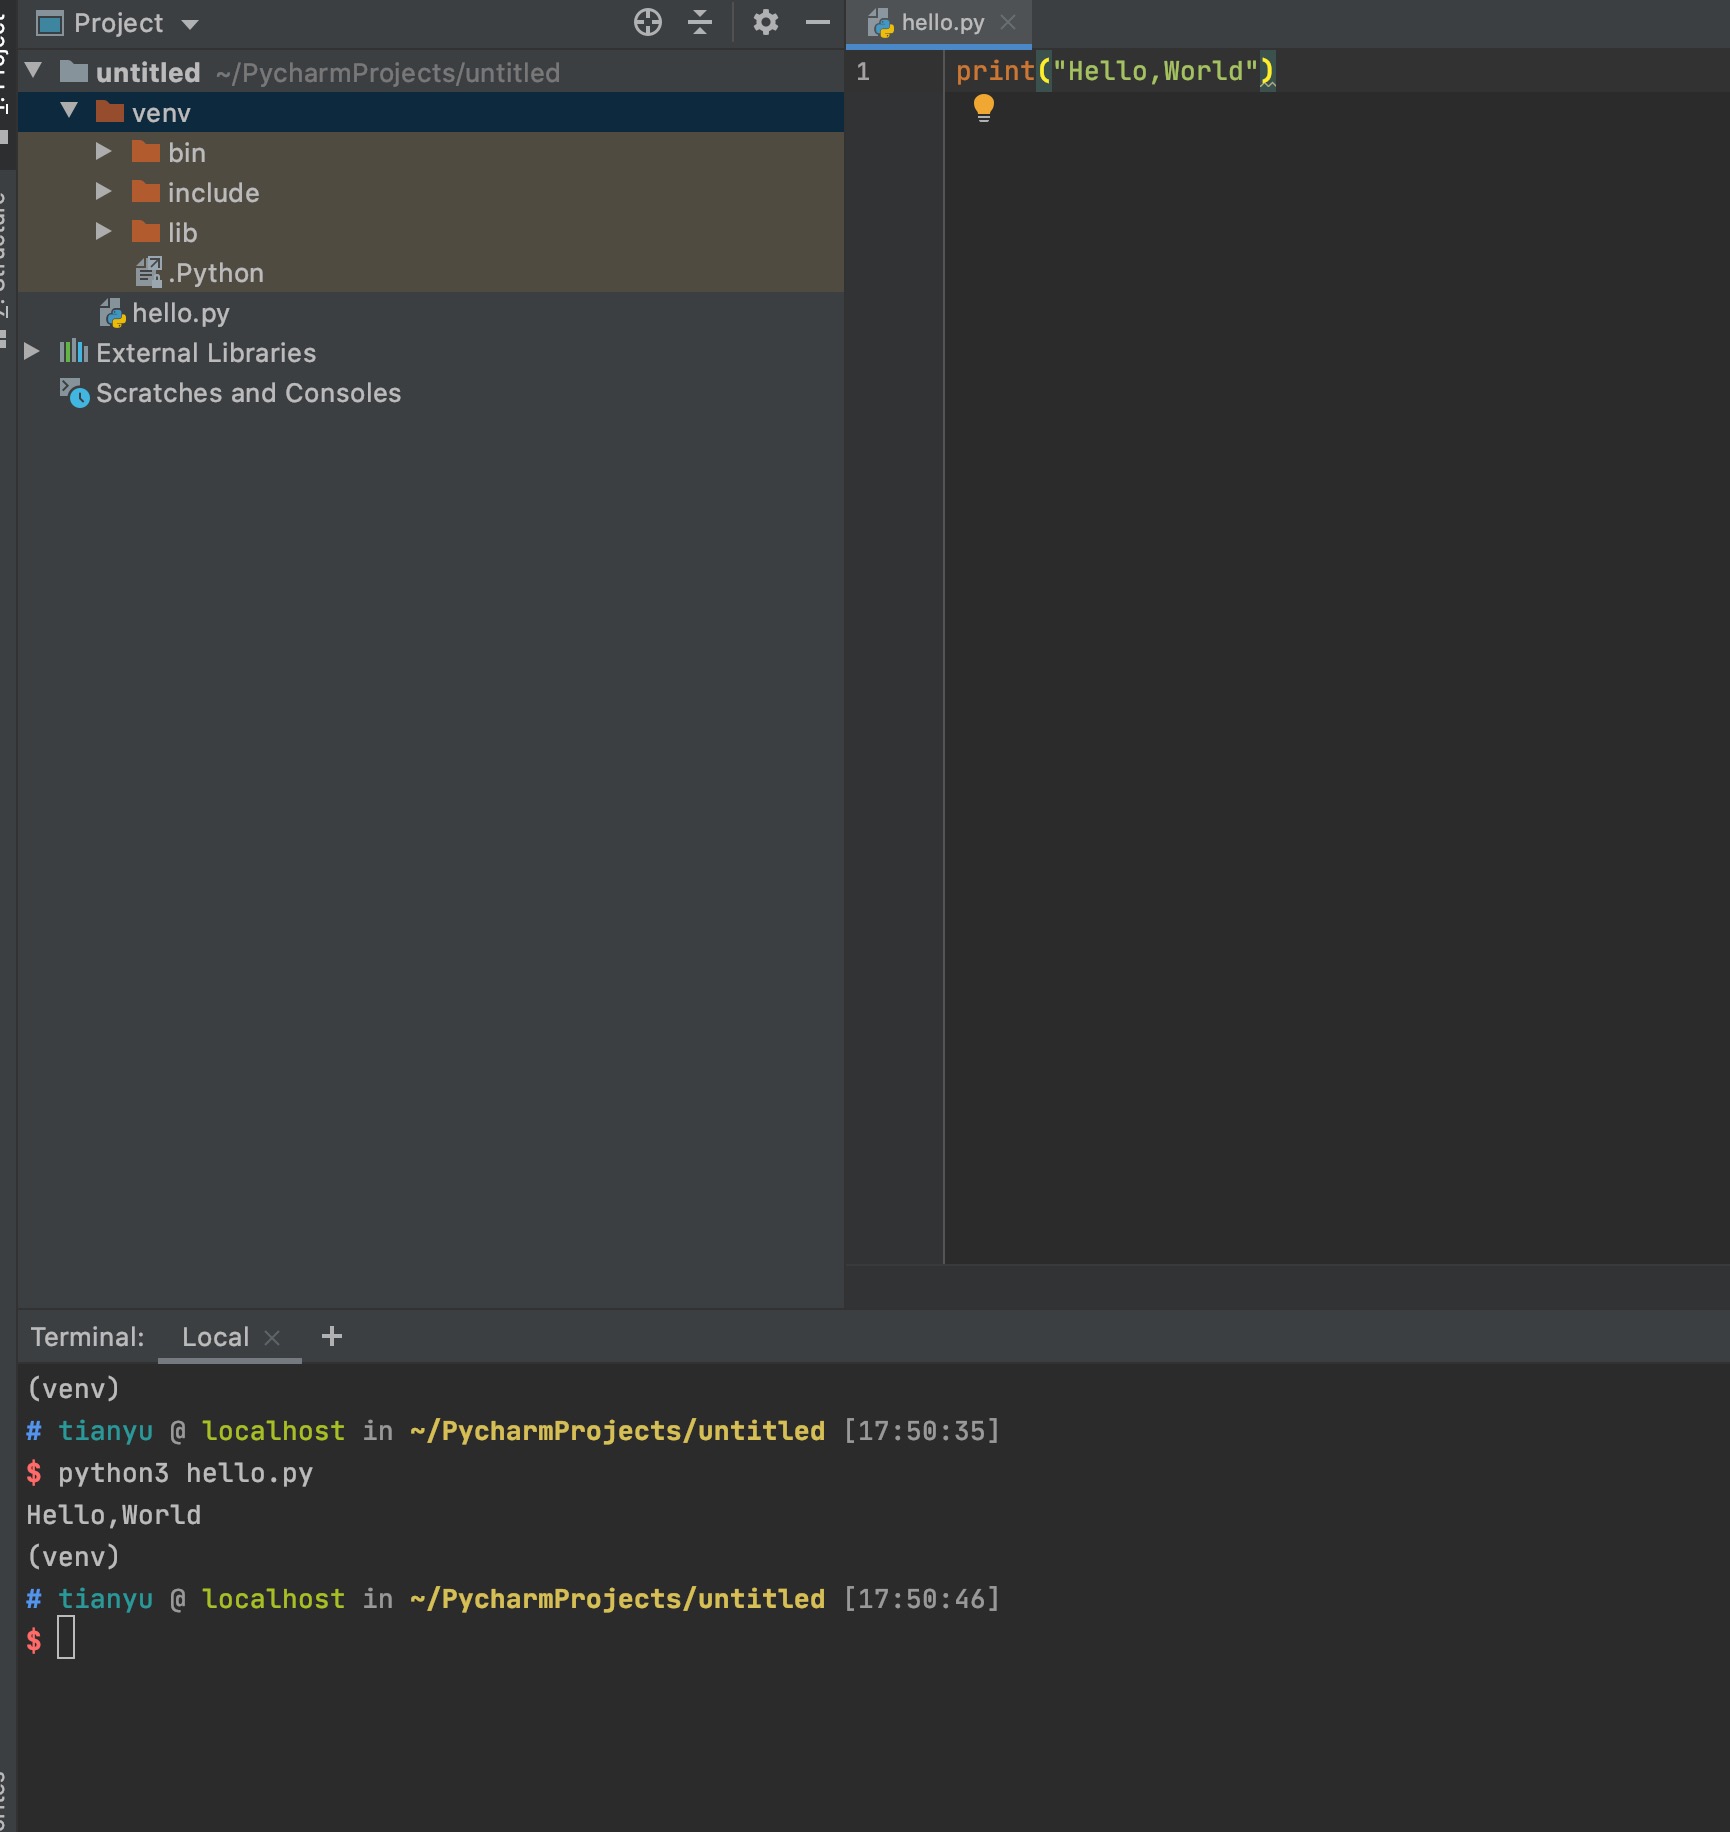 Project
untitled ~/PycharmProjects/untitled
venv
bin
include
lib
.Python
hello.py
External Libraries
Scratches and Consoles
hello.py
1 print("Hello,World")
Terminal: Local +
(venv)
# tianyu @ localhost in ~/PycharmProjects/untitled [17:50:35]
$ python3 hello.py
Hello,World
(venv)
# tianyu @ localhost in ~/PycharmProjects/untitled [17:50:46]
$